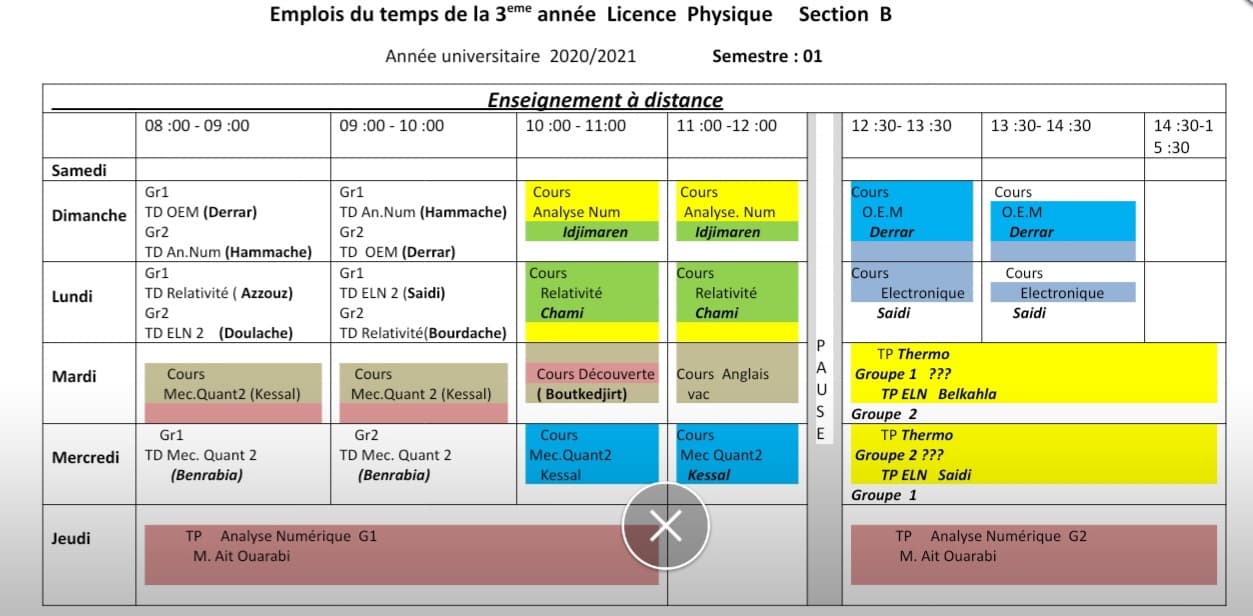 Emplois du temps de la 3eme année Licence Physique Section B
Année universitaire 2020/2021 Semestre : 01
Enseignement à distance
08 :00 - 09 :00 09 :00 - 10 :00 10 :00 - 11:00 11 :00 -12 :00 12 :30- 13 :30 13 :30- 14 :30 14 :30-1
5 :30
Samedi
Dimanche
Gr1
TD OEM (Derrar)
Gr2
TD An.Num (Hammache)
Gr1
TD An.Num (Hammache)
Gr2
TD OEM (Derrar)
Cours
Analyse Num
Idjimaren
Cours
Analyse. Num
Idjimaren
Cours
O.E.M
Derrar
Cours
O.E.M
Derrar
Lundi
Gr1
TD Relativité ( Azzouz)
Gr2
TD ELN 2 (Doulache)
Gr1
TD ELN 2 (Saidi)
Gr2
TD Relativité(Bourdache)
Cours
Relativité
Chami
Cours
Relativité
Chami
Cours
Electronique
Saidi
Cours
Electronique
Saidi
PAUSE
Mardi
Cours
Mec.Quant2 (Kessal)
Cours
Mec.Quant 2 (Kessal)
Cours Découverte
( Boutkedjirt)
Cours Anglais
vac
TP Thermo
Groupe 1 ???
TP ELN Belkahla
Groupe 2
Mercredi
Gr1
TD Mec. Quant 2
(Benrabia)
Gr2
TD Mec. Quant 2
(Benrabia)
Cours
Mec.Quant2
Kessal
Cours
Mec Quant2
Kessal
TP Thermo
Groupe 2 ???
TP ELN Saidi
Groupe 1
Jeudi
TP Analyse Numérique G1
M. Ait Ouarabi
TP Analyse Numérique G2
M. Ait Ouarabi